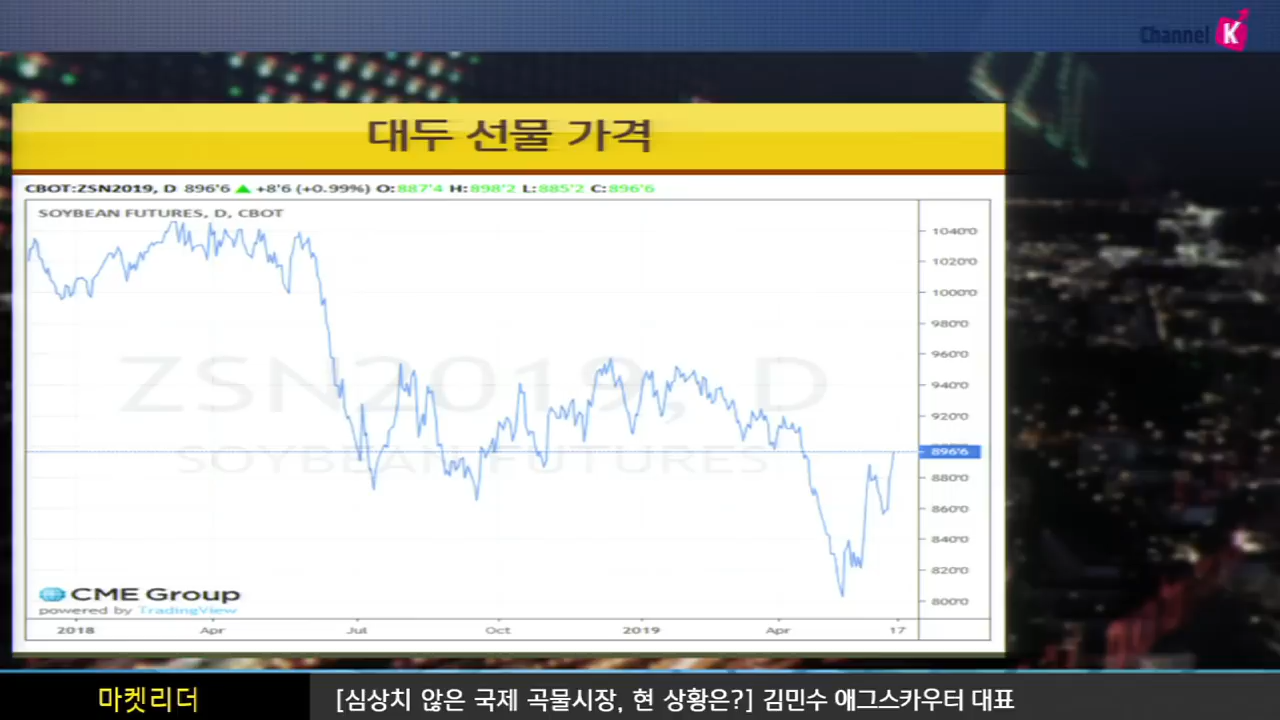 Channel K
대두 선물 가격
CBOT:ZSN2019, D 896'6 ▲ +8'6 (+0.99%) O:887'4 H:898'2 L:885'2 C:896'6
SOYBEAN FUTURES, D, CBOT
1040'0
1020'0
1000'0
980'0
960'0
940'0
920'0
896'6
880'0
860'0
840'0
820'0
800'0
ZSN2019, D
SOYBEAN FUTURES
CME Group
powered by TradingView
2018 Apr Jul Oct 2019 Apr 17
마켓리더
[심상치 않은 국제 곡물시장, 현 상황은?] 김민수 애그스카우터 대표